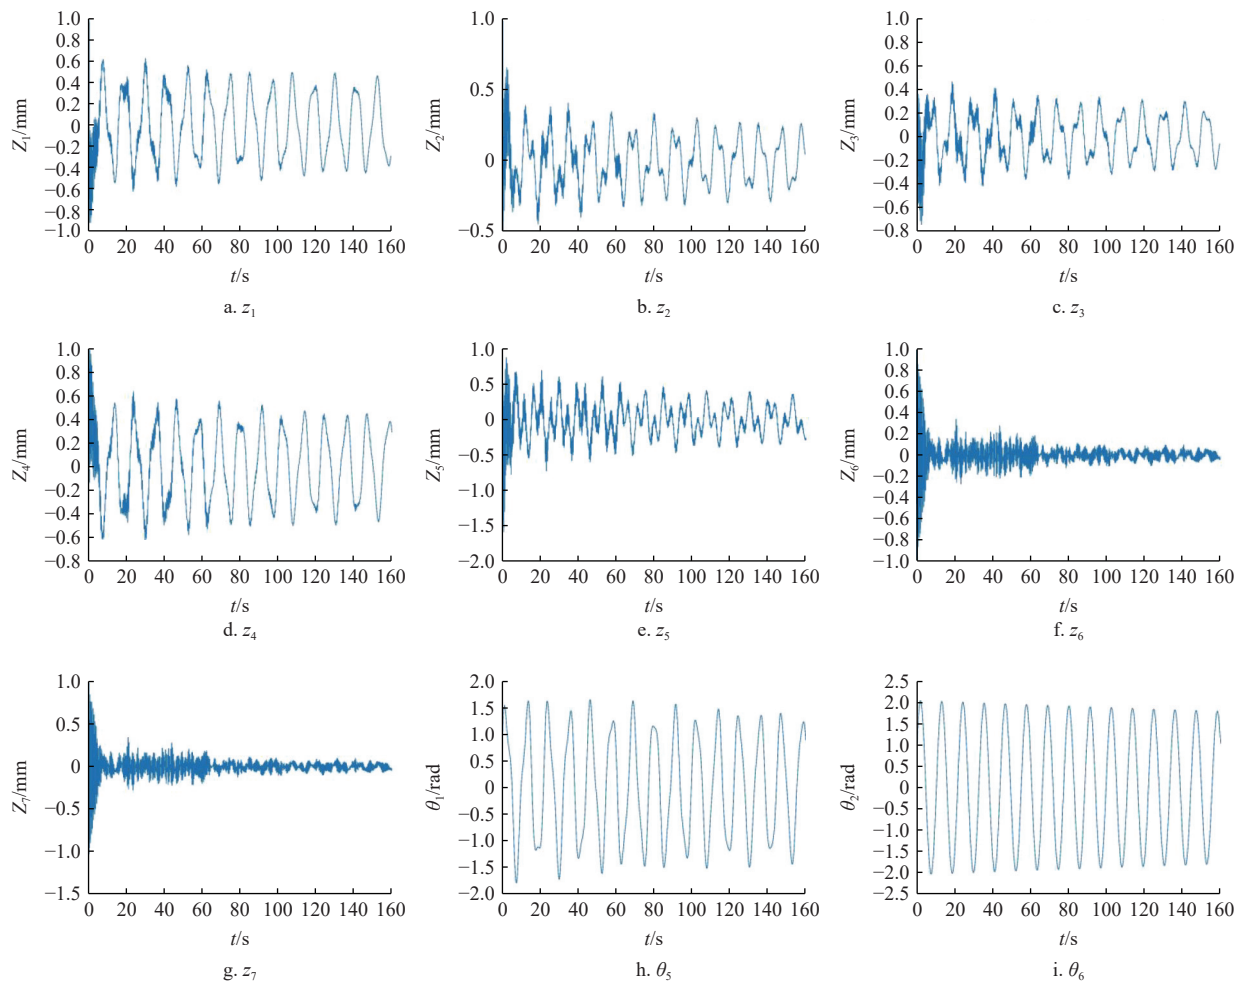 1.0
0.8
0.6
0.4
0.2
0
−0.2
−0.4
−0.6
−0.8
−1.0
Z₁/mm
0 20 40 60 80 100 120 140 160
t/s
a. z₁
1.0
0.5
0
−0.5
Z₂/mm
0 20 40 60 80 100 120 140 160
t/s
b. z₂
1.0
0.8
0.6
0.4
0.2
0
−0.2
−0.4
−0.6
−0.8
Z₃/mm
0 20 40 60 80 100 120 140 160
t/s
c. z₃
1.0
0.8
0.6
0.4
0.2
0
−0.2
−0.4
−0.6
0.8
Z₄/mm
0 20 40 60 80 100 120 140 160
t/s
d. z₄
1.0
0.5
0
−0.5
−1.0
−1.5
−2.0
Z₅/mm
0 20 40 60 80 100 120 140 160
t/s
e. z₅
1.0
0.8
0.6
0.4
0.2
0
−0.2
−0.4
−0.6
−0.8
−1.0
Z₆/mm
0 20 40 60 80 100 120 140 160
t/s
f. z₆
1.0
0.5
0
−0.5
−1.0
−1.5
Z₇/mm
0 20 40 60 80 100 120 140 160
t/s
g. z₇
2.0
1.5
1.0
0.5
0
−0.5
−1.0
−1.5
−2.0
θ₁/rad
0 20 40 60 80 100 120 140 160
t/s
h. θ₅
2.5
2.0
1.5
1.0
0.5
0
−0.5
−1.0
−1.5
−2.0
−2.5
θ₂/rad
0 20 40 60 80 100 120 140 160
t/s
i. θ₆